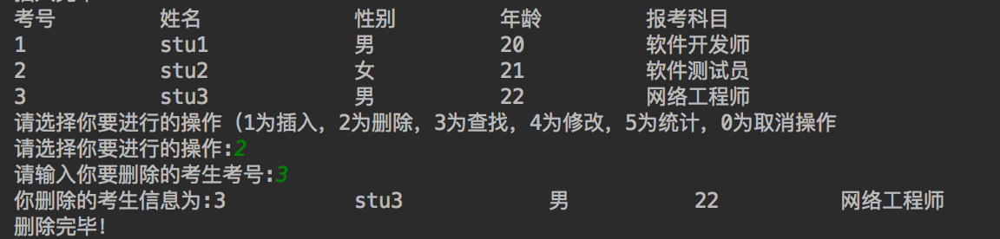 考号 姓名 性别 年龄 报考科目
1 stu1 男 20 软件开发师
2 stu2 女 21 软件测试员
3 stu3 男 22 网络工程师
请选择你要进行的操作（1为插入，2为删除，3为查找，4为修改，5为统计，0为取消操作
请选择你要进行的操作:2
请输入你要删除的考生考号:3
你删除的考生信息为:3 stu3 男 22 网络工程师
删除完毕!